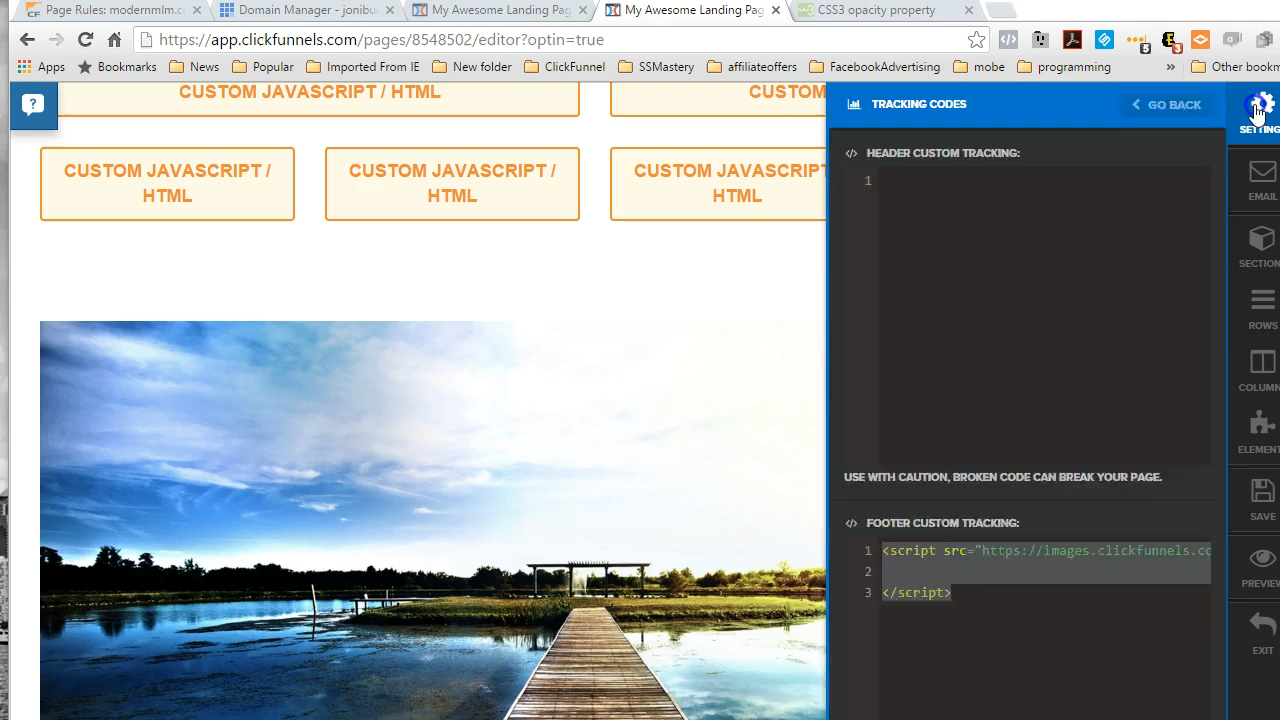 Page Rules: modernmlm.c
Domain Manager - jonibu
My Awesome Landing Pag
My Awesome Landing Pag
CSS3 opacity property
https://app.clickfunnels.com/pages/8548502/editor?optin=true
5
3
Apps
Bookmarks
News
Popular
Imported From IE
New folder
ClickFunnel
SSMastery
affiliateoffers
FacebookAdvertising
mobe
programming
»
Other bookm
CUSTOM JAVASCRIPT / HTML
CUSTOM
TRACKING CODES
GO BACK
SETTING
CUSTOM JAVASCRIPT /
HTML
CUSTOM JAVASCRIPT /
HTML
CUSTOM JAVASCRIPT
HTML
HEADER CUSTOM TRACKING:
1
EMAIL
SECTION
ROWS
COLUMN
ELEMENT
USE WITH CAUTION, BROKEN CODE CAN BREAK YOUR PAGE.
SAVE
FOOTER CUSTOM TRACKING:
1 <script src="https://images.clickfunnels.co
2
3 </script>
PREVIEW
EXIT